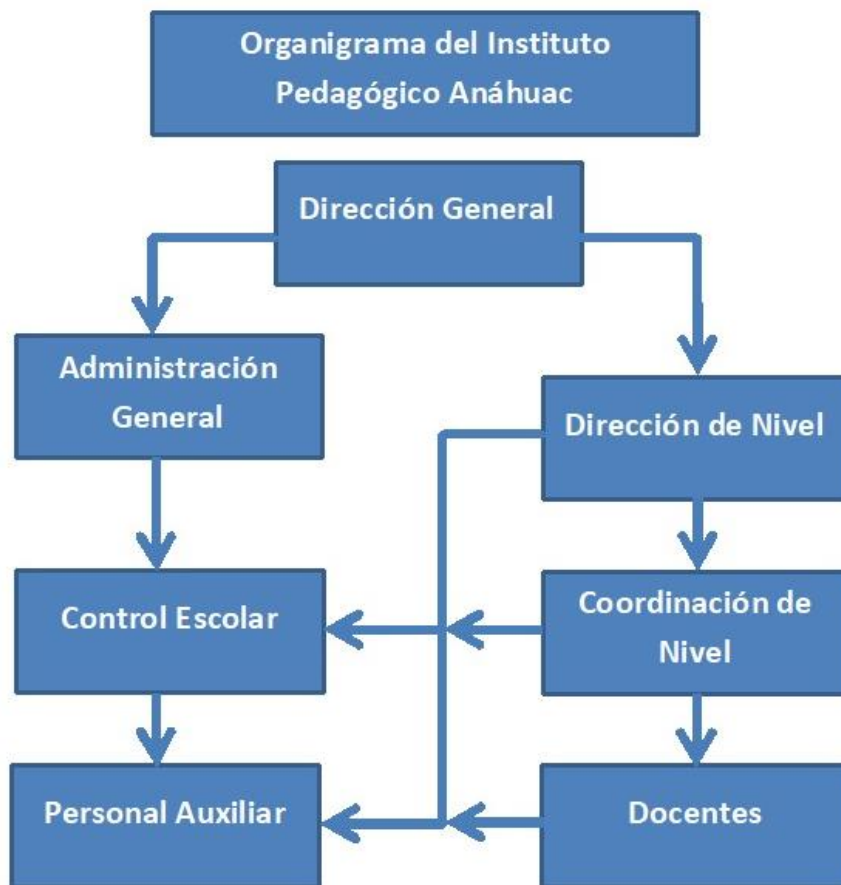 Organigrama del Instituto
Pedagógico Anáhuac
Dirección General
Administración
General
Dirección de Nivel
Control Escolar
Coordinación de
Nivel
Personal Auxiliar
Docentes